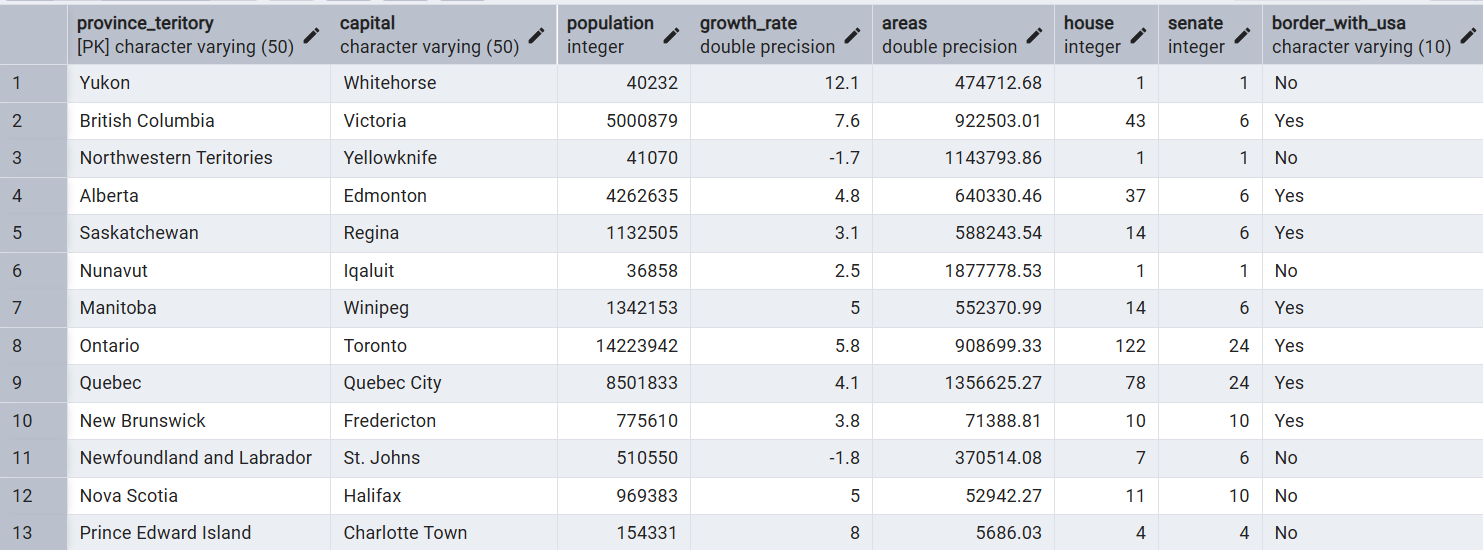 province_teritory capital population growth_rate areas house senate border_with_usa
[PK] character varying (50) character varying (50) integer double precision double precision integer integer character varying (10)
1 Yukon Whitehorse 40232 12.1 474712.68 1 1 No
2 British Columbia Victoria 5000879 7.6 922503.01 43 6 Yes
3 Northwestern Teritories Yellowknife 41070 -1.7 1143793.86 1 1 No
4 Alberta Edmonton 4262635 4.8 640330.46 37 6 Yes
5 Saskatchewan Regina 1132505 3.1 588243.54 14 6 Yes
6 Nunavut Iqaluit 36858 2.5 1877778.53 1 1 No
7 Manitoba Winipeg 1342153 5 552370.99 14 6 Yes
8 Ontario Toronto 14223942 5.8 908699.33 122 24 Yes
9 Quebec Quebec City 8501833 4.1 1356625.27 78 24 Yes
10 New Brunswick Fredericton 775610 3.8 71388.81 10 10 Yes
11 Newfoundland and Labrador St. Johns 510550 -1.8 370514.08 7 6 No
12 Nova Scotia Halifax 969383 5 52942.27 11 10 No
13 Prince Edward Island Charlotte Town 154331 8 5686.03 4 4 No